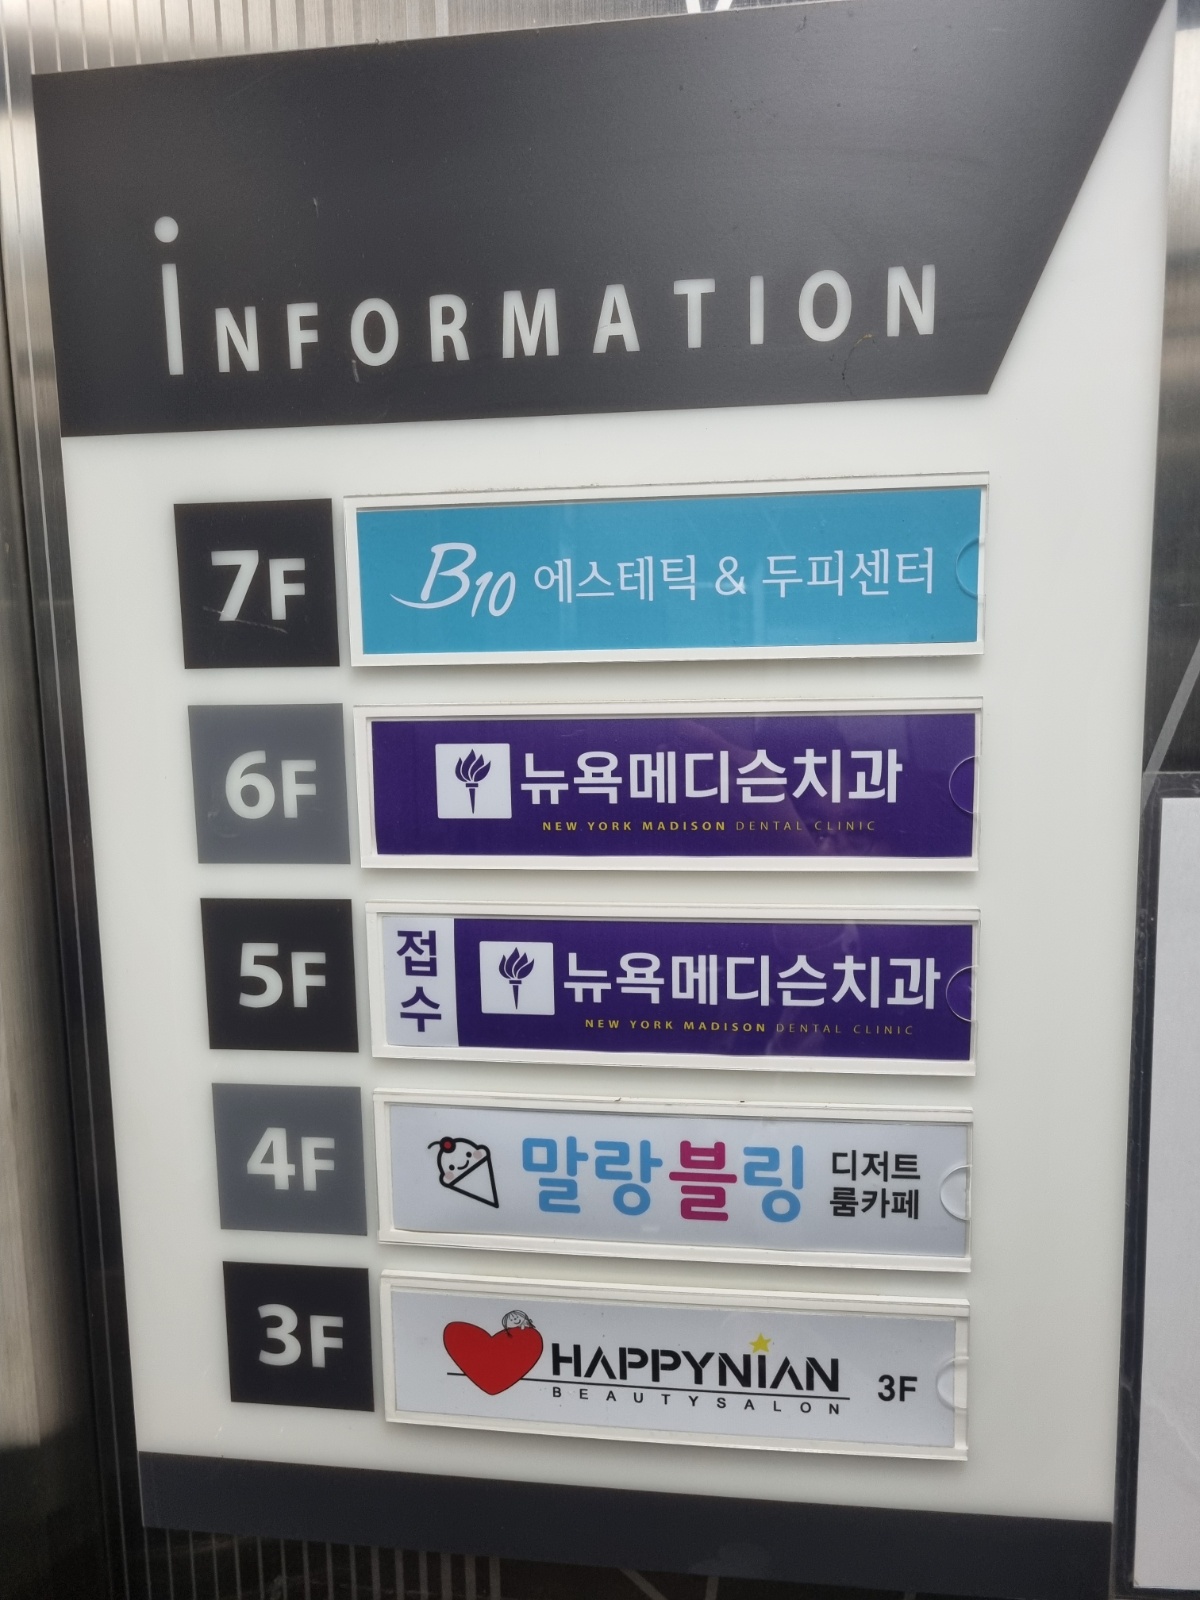 INFORMATION
7F
B10 에스테틱 & 두피센터
6F
뉴욕메디슨치과
NEW YORK MADISON DENTAL CLINIC
5F
접수
뉴욕메디슨치과
NEW YORK MADISON DENTAL CLINIC
4F
말랑블링
디저트
룸카페
3F
HAPPYNIAN
BEAUTYSALON
3F